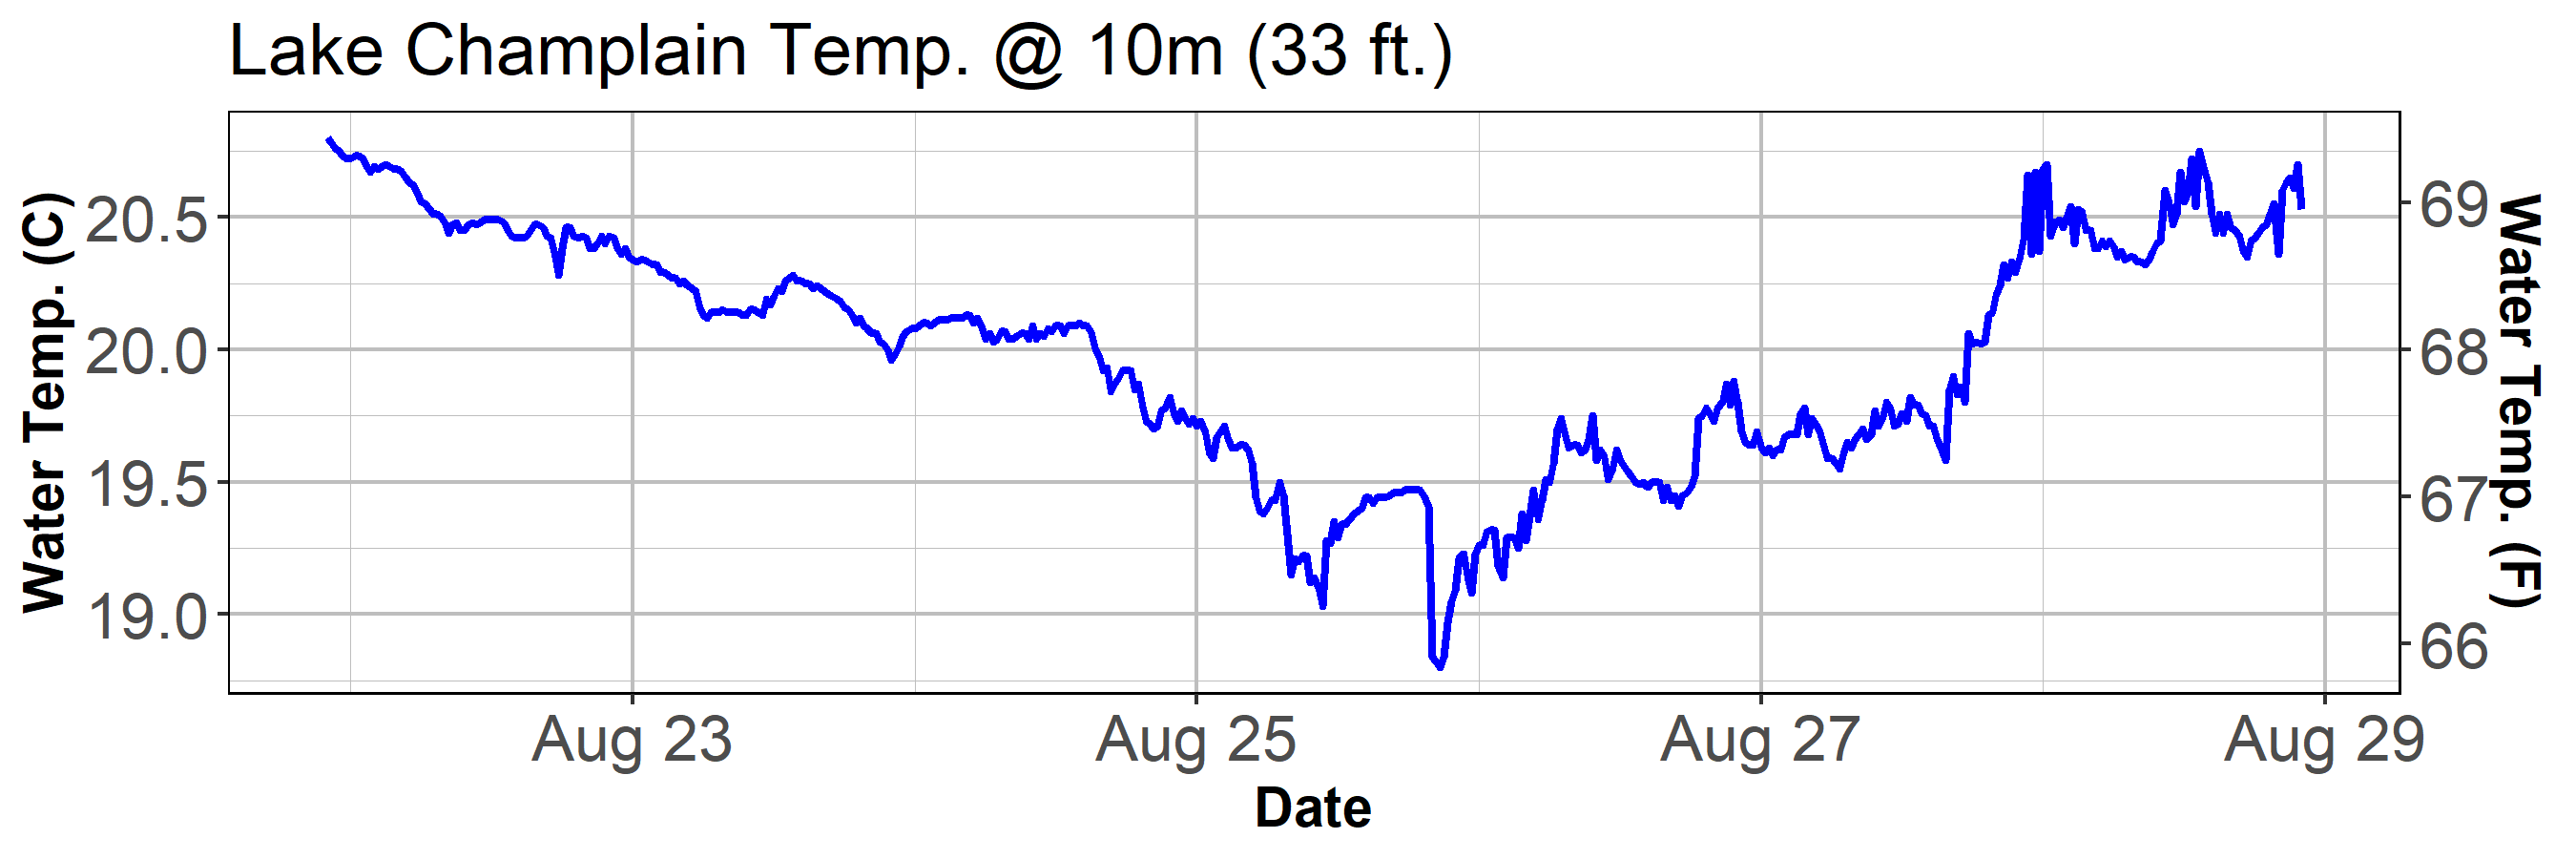 Lake Champlain Temp. @ 10m (33 ft.)
Water Temp. (C)
20.5
20.0
19.5
19.0
69
68
67
66
Water Temp. (F)
Aug 23
Aug 25
Aug 27
Aug 29
Date